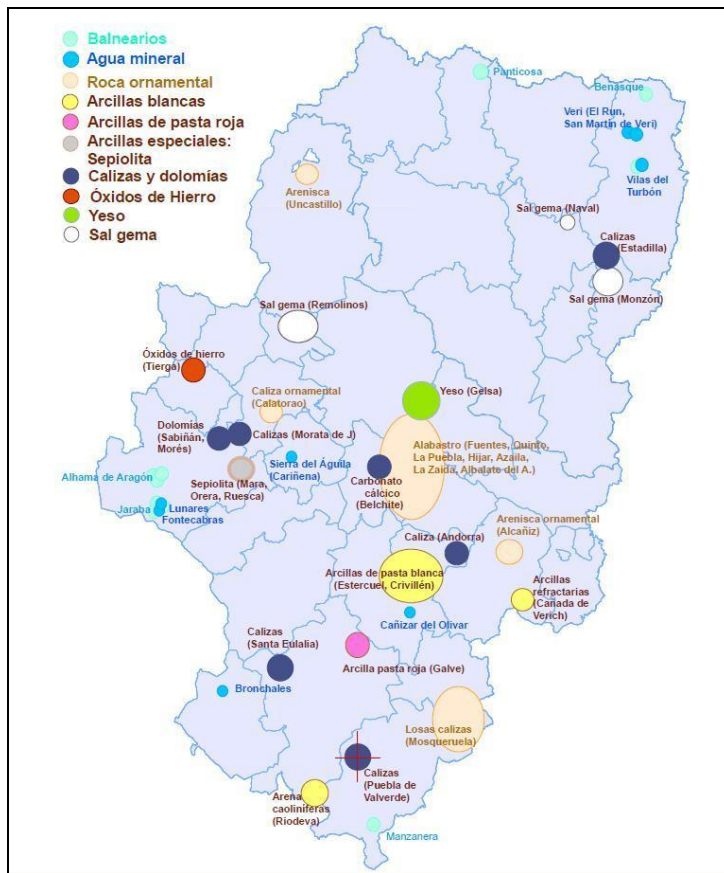 Balnearios
Agua mineral
Roca ornamental
Arcillas blancas
Arcillas de pasta roja
Arcillas especiales:
Sepiolita
Calizas y dolomías
Óxidos de Hierro
Yeso
Sal gema
Panticosa
Benasque
Veri (El Run,
San Martín de Veri)
Vilas del
Turbón
Arenisca
(Uncastillo)
Sal gema (Naval)
Calizas
(Estadilla)
Sal gema (Monzón)
Sal gema (Remolinos)
Óxidos de hierro
(Tierga)
Caliza ornamental
(Calatorao)
Yeso (Gelsa)
Dolomías
(Sabiñán,
Morés)
Calizas (Morata de J)
Alabastro (Fuentes, Quinto,
La Puebla, Híjar, Azaila,
La Zaida, Albalate del A.)
Sierra del Águila
(Cariñena)
Alhama de Aragón
Sepiolita (Mara,
Orera, Ruesca)
Carbonato
cálcico
(Belchite)
Jaraba
Lunares
Fontecabras
Arenisca ornamental
(Alcañiz)
Caliza (Andorra)
Arcillas de pasta blanca
(Estercuel, Crivillén)
Arcillas
refractarias
(Cañada de
Verich)
Cañizar del Olivar
Calizas
(Santa Eulalia)
Arcilla pasta roja (Galve)
Bronchales
Losas calizas
(Mosqueruela)
Calizas
(Puebla de
Valverde)
Arenas
caoliníferas
(Riodeva)
Manzanera